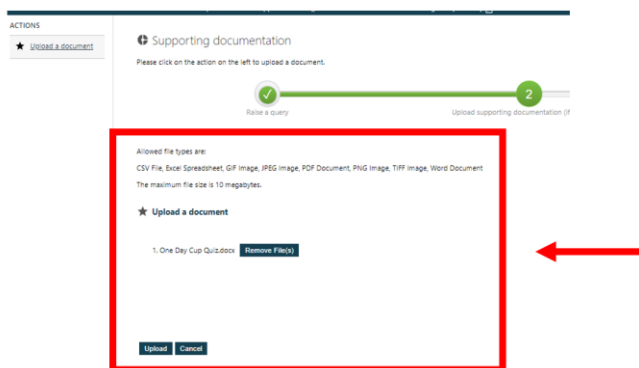 ACTIONS
★ Upload a document
Supporting documentation
Please click on the action on the left to upload a document.
2
Raise a query
Upload supporting documentation (if
Allowed file types are:
CSV File, Excel Spreadsheet, GIF Image, JPEG Image, PDF Document, PNG Image, TIFF Image, Word Document
The maximum file size is 10 megabytes.
★ Upload a document
1. One Day Cup Quiz.docx Remove File(s)
Upload Cancel